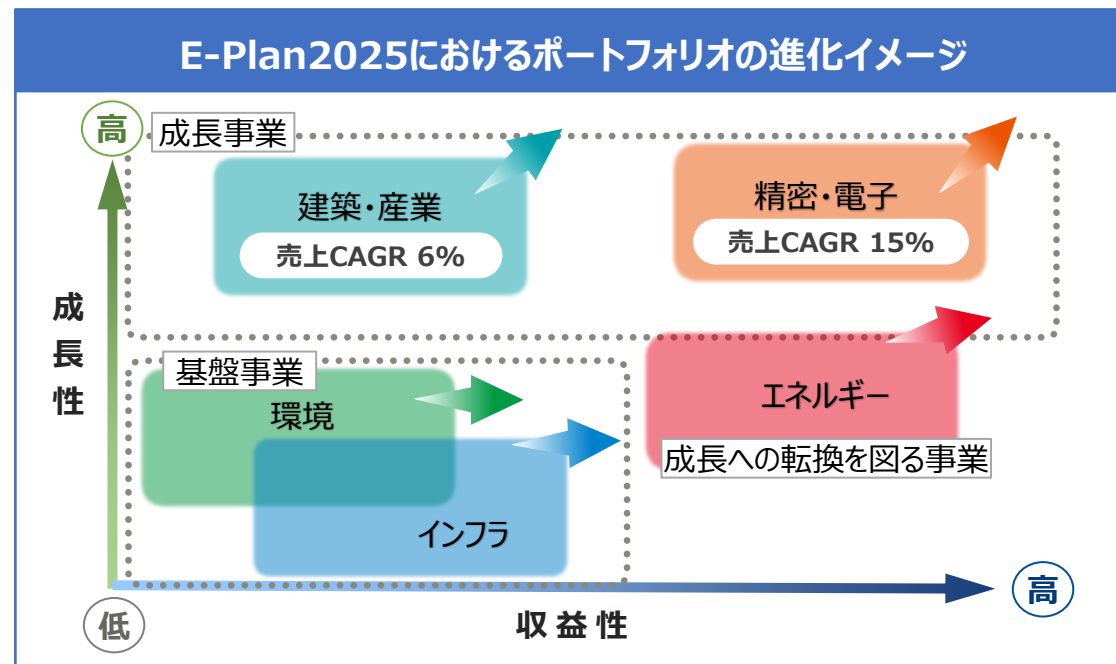 E-Plan2025におけるポートフォリオの進化イメージ
高
成長事業
建築・産業
売上CAGR 6%
精密・電子
売上CAGR 15%
成長性
基盤事業
環境
インフラ
エネルギー
成長への転換を図る事業
低
収益性
高